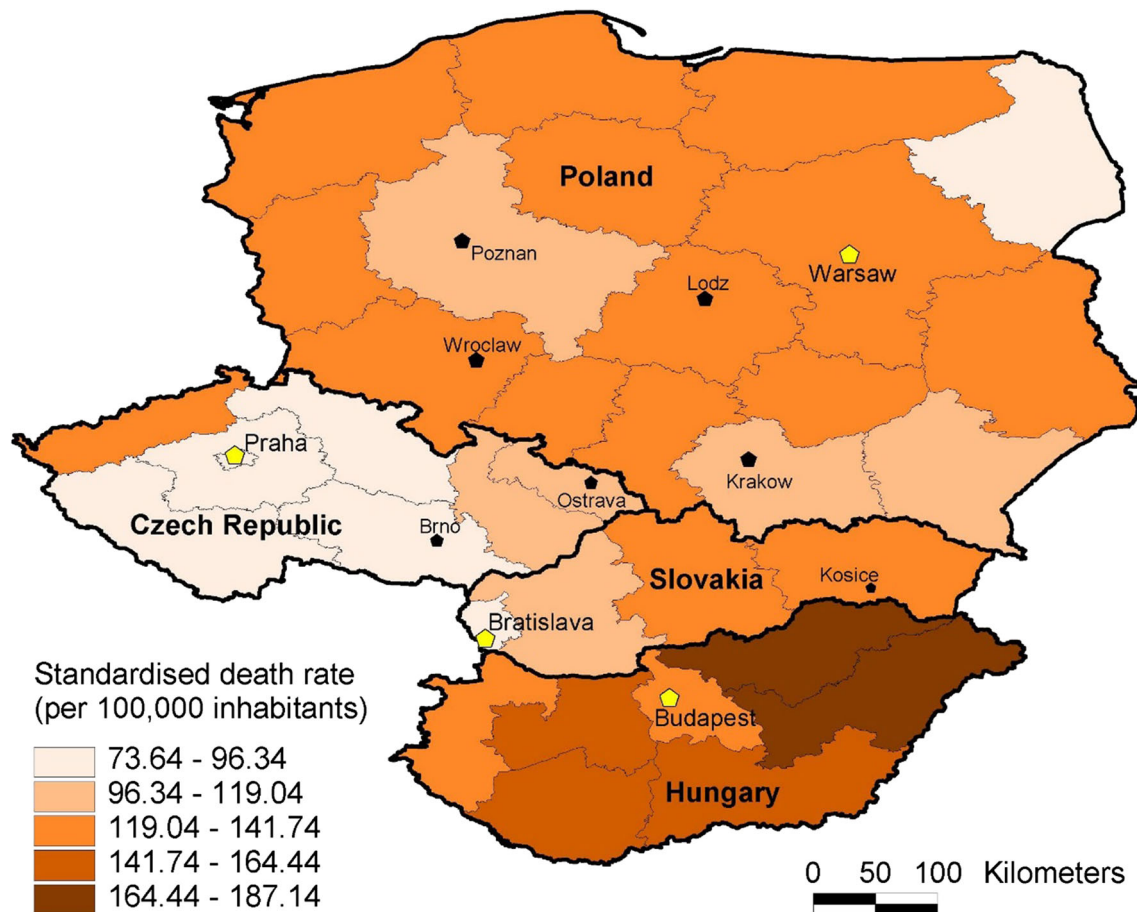 Poland
Poznan
Warsaw
Lodz
Wroclaw
Praha
Krakow
Ostrava
Czech Republic
Brno
Slovakia
Kosice
Bratislava
Budapest
Hungary
Standardised death rate
(per 100,000 inhabitants)
73.64 - 96.34
96.34 - 119.04
119.04 - 141.74
141.74 - 164.44
164.44 - 187.14
0 50 100 Kilometers